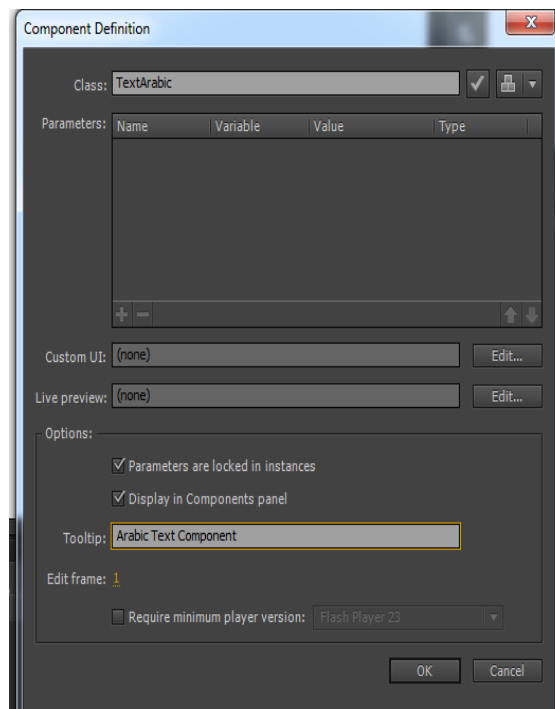 Component Definition
Class: TextArabic
Parameters: Name Variable Value Type
Custom UI: (none) Edit...
Live preview: (none) Edit...
Options:
Parameters are locked in instances
Display in Components panel
Tooltip: Arabic Text Component
Edit frame: 1
Require minimum player version: Flash Player 23
OK Cancel